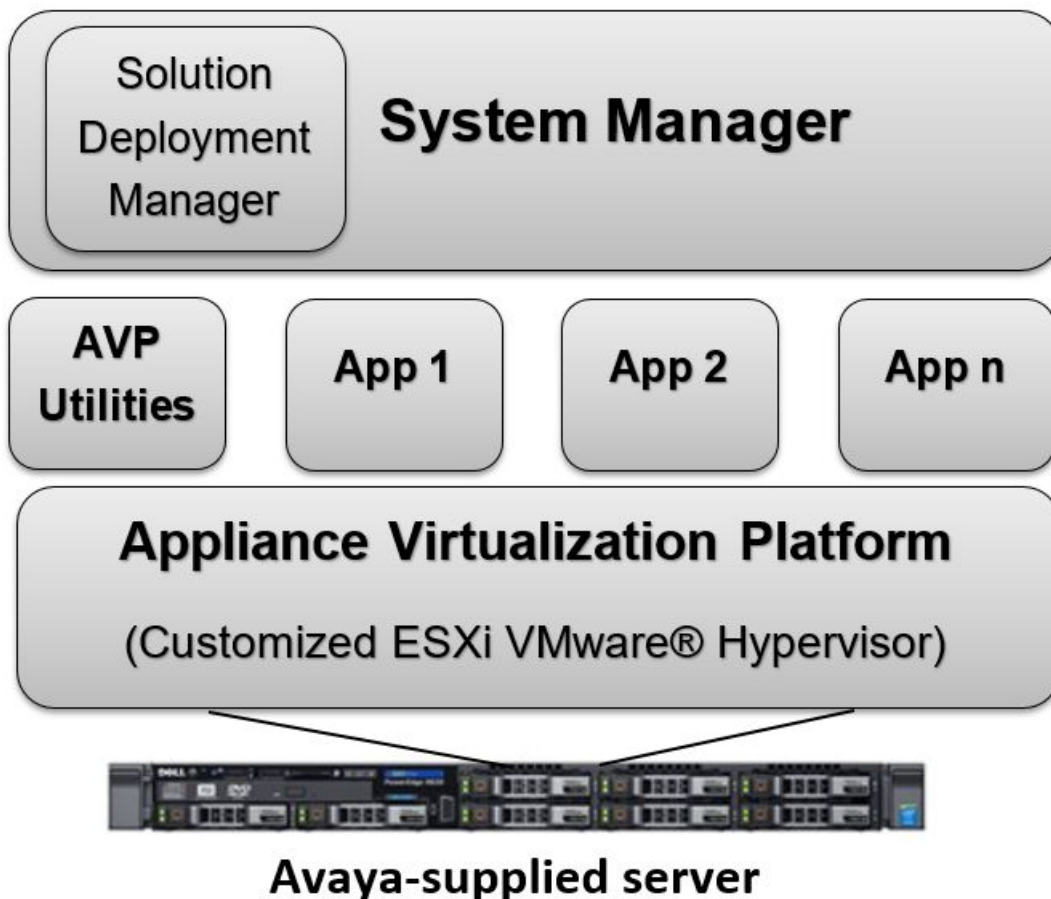 Solution
Deployment
Manager
System Manager
AVP
Utilities
App 1
App 2
App n
Appliance Virtualization Platform
(Customized ESXi VMware® Hypervisor)
DELL
Avaya-supplied server